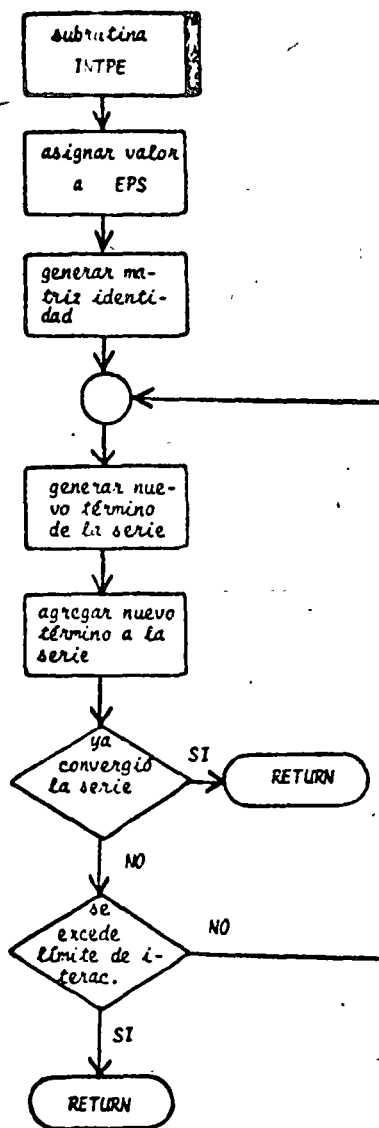 subrutina
INTPE
asignar valor
a EPS
generar ma-
triz identi-
dad
generar nue-
vo término
de la serie
agregar nuevo
término a la
serie
ya
convergió
la serie
SI
RETURN
NO
se
excede
límite de i-
terac.
NO
SI
RETURN